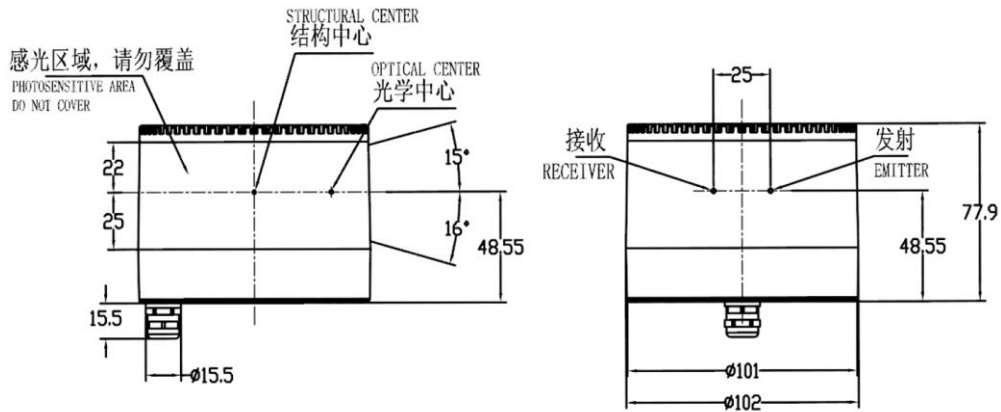 STRUCTURAL CENTER
结构中心
感光区域，请勿覆盖
PHOTOSENSITIVE AREA
DO NOT COVER
OPTICAL CENTER
光学中心
22
25
15°
16°
48.55
15.5
ø15.5
25
接收
RECEIVER
发射
EMITTER
77.9
48.55
ø101
ø102